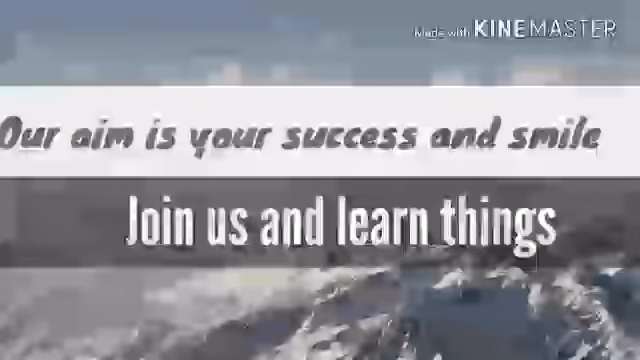 Made with KINEMASTER
Our aim is your success and smile
Join us and learn things